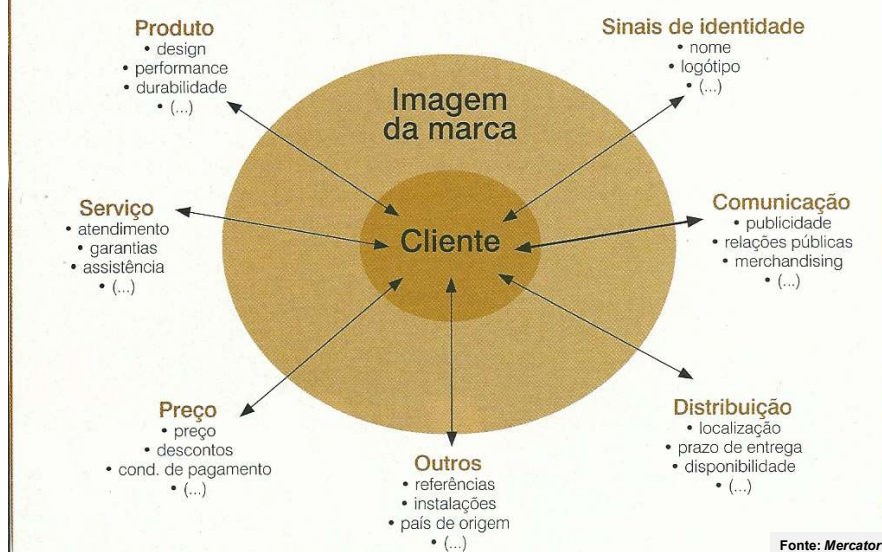 Produto
• design
• performance
• durabilidade
• (...)
Sinais de identidade
• nome
• logótipo
• (...)
Imagem
da marca
Serviço
• atendimento
• garantias
• assistência
• (...)
Cliente
Comunicação
• publicidade
• relações públicas
• merchandising
• (...)
Preço
• preço
• descontos
• cond. de pagamento
• (...)
Outros
• referências
• instalações
• país de origem
• (...)
Distribuição
• localização
• prazo de entrega
• disponibilidade
• (...)
Fonte: Mercator